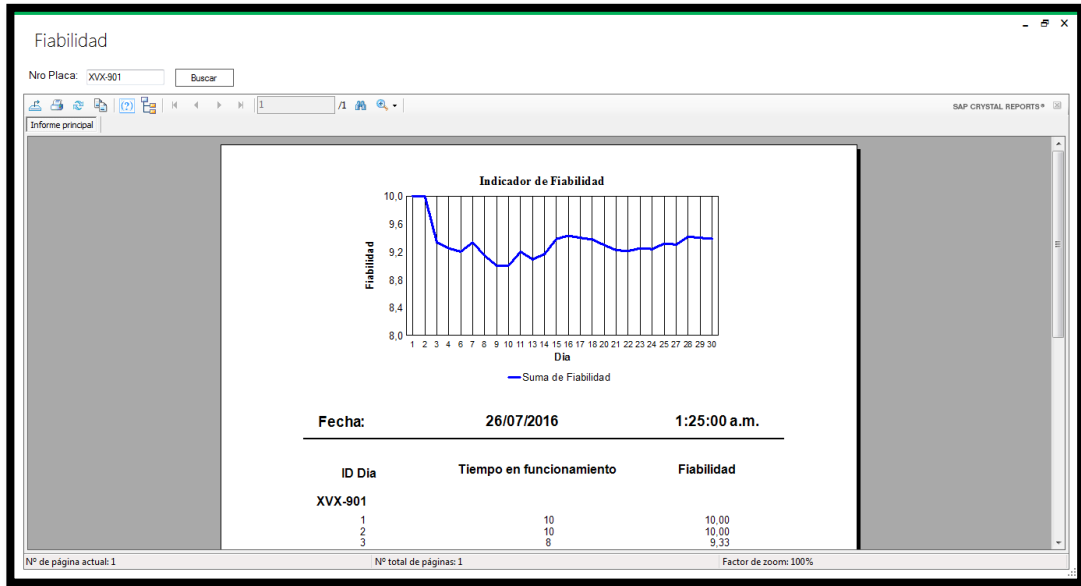 Fiabilidad
Nro Placa: XVX-901 Buscar
1 /1 SAP CRYSTAL REPORTS®
Informe principal
Indicador de Fiabilidad
10,0
9,6
9,2
8,8
8,4
8,0
Fiabilidad
1 2 3 4 6 7 8 9 10 11 13 14 15 16 17 18 20 21 22 23 24 25 27 28 29 30
Dia
Suma de Fiabilidad
Fecha: 26/07/2016 1:25:00 a.m.
ID Dia Tiempo en funcionamiento Fiabilidad
XVX-901
1 10 10,00
2 10 10,00
3 8 9,33
Nº de página actual: 1 Nº total de páginas: 1 Factor de zoom: 100%